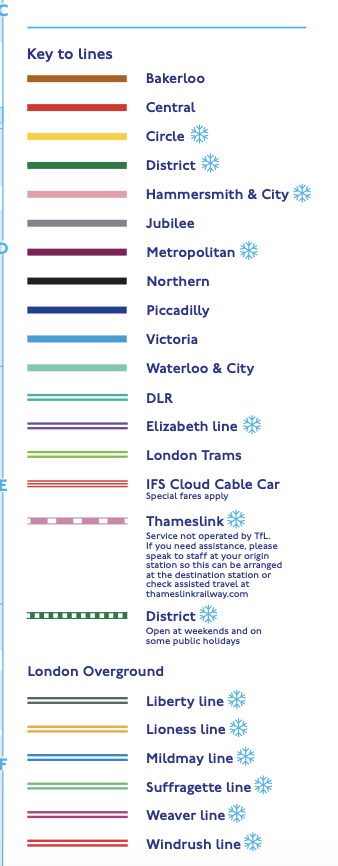 C
Key to lines
Bakerloo
Central
Circle
District
Hammersmith & City
Jubilee
D
Metropolitan
Northern
Piccadilly
Victoria
Waterloo & City
DLR
Elizabeth line
London Trams
E
IFS Cloud Cable Car
Special fares apply
Thameslink
Service not operated by TfL.
If you need assistance, please
speak to staff at your origin
station so this can be arranged
at the destination station or
check assisted travel at
thameslinkrailway.com
District
Open at weekends and on
some public holidays
London Overground
Liberty line
Lioness line
Mildmay line
F
Suffragette line
Weaver line
Windrush line